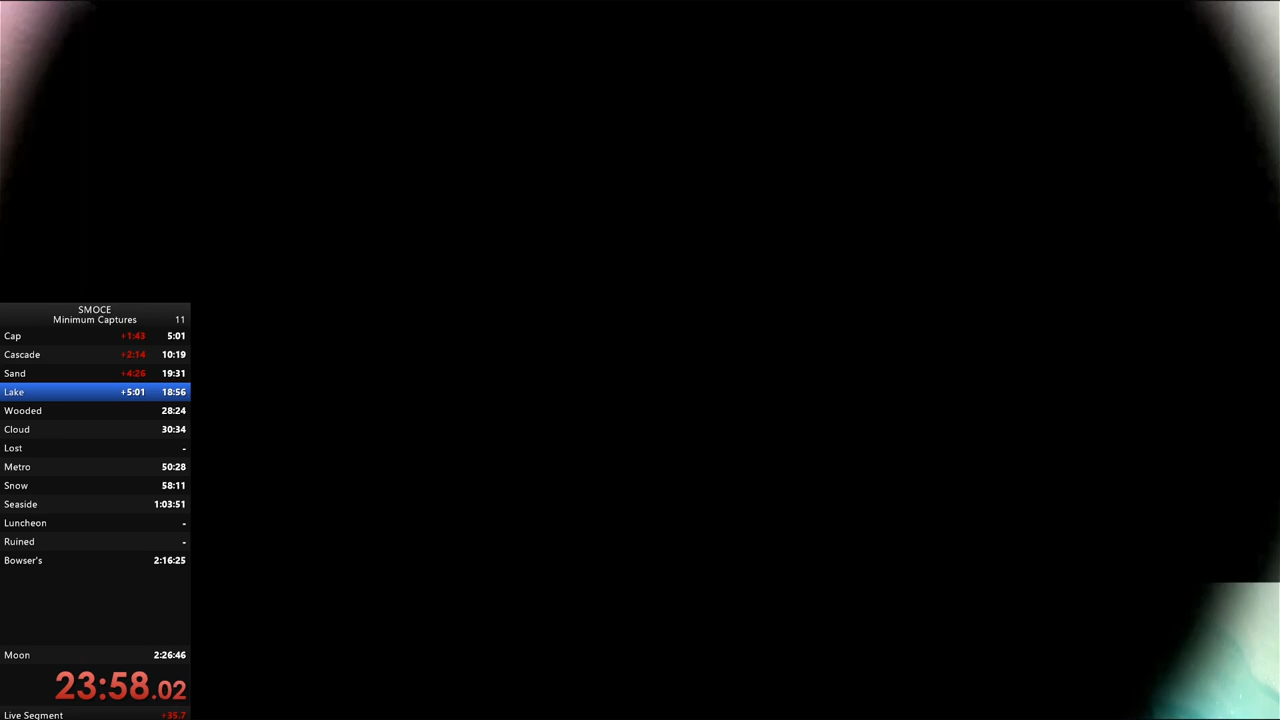 SMOCE
Minimum Captures 11
Cap +1:43 5:01
Cascade +2:14 10:19
Sand +4:26 19:31
Lake +5:01 18:56
Wooded 28:24
Cloud 30:34
Lost -
Metro 50:28
Snow 58:11
Seaside 1:03:51
Luncheon -
Ruined -
Bowser's 2:16:25
Moon 2:26:46
23:58.02
Live Segment +35.7